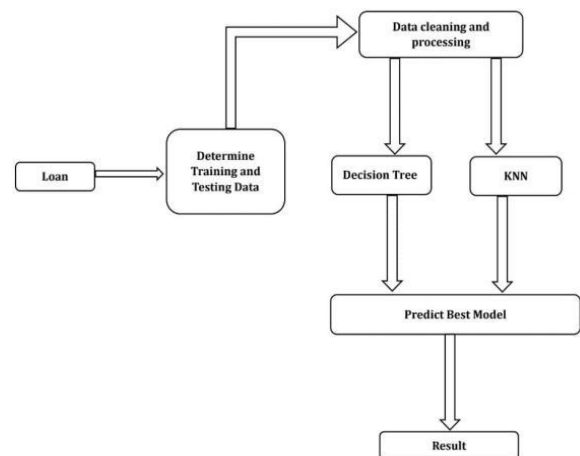 Data cleaning and
processing
Determine
Training and
Testing Data
Loan
Decision Tree
KNN
Predict Best Model
Result